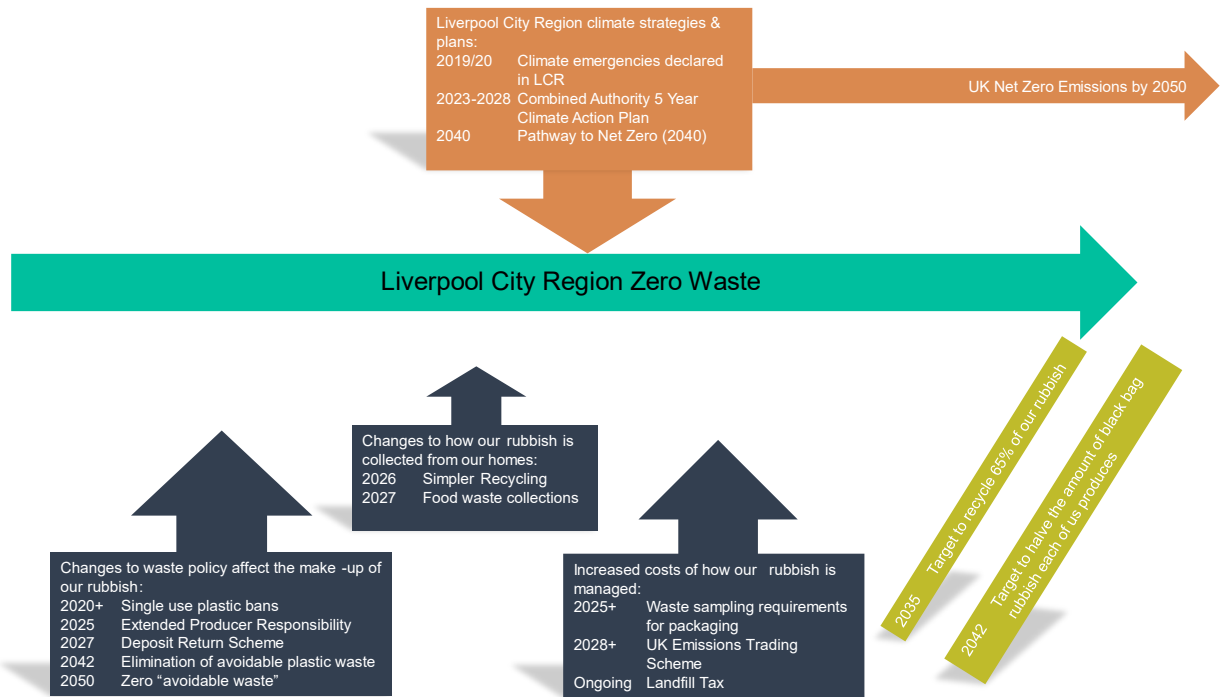 Liverpool City Region climate strategies &
plans:
2019/20 Climate emergencies declared
in LCR
2023-2028 Combined Authority 5 Year
Climate Action Plan
2040 Pathway to Net Zero (2040)
UK Net Zero Emissions by 2050
Liverpool City Region Zero Waste
Changes to how our rubbish is
collected from our homes:
2026 Simpler Recycling
2027 Food waste collections
Changes to waste policy affect the make -up of
our rubbish:
2020+ Single use plastic bans
2025 Extended Producer Responsibility
2027 Deposit Return Scheme
2042 Elimination of avoidable plastic waste
2050 Zero “avoidable waste”
Increased costs of how our rubbish is
managed:
2025+ Waste sampling requirements
for packaging
2028+ UK Emissions Trading
Scheme
Ongoing Landfill Tax
2035 Target to recycle 65% of our rubbish
2042 Target to halve the amount of black bag
rubbish each of us produces